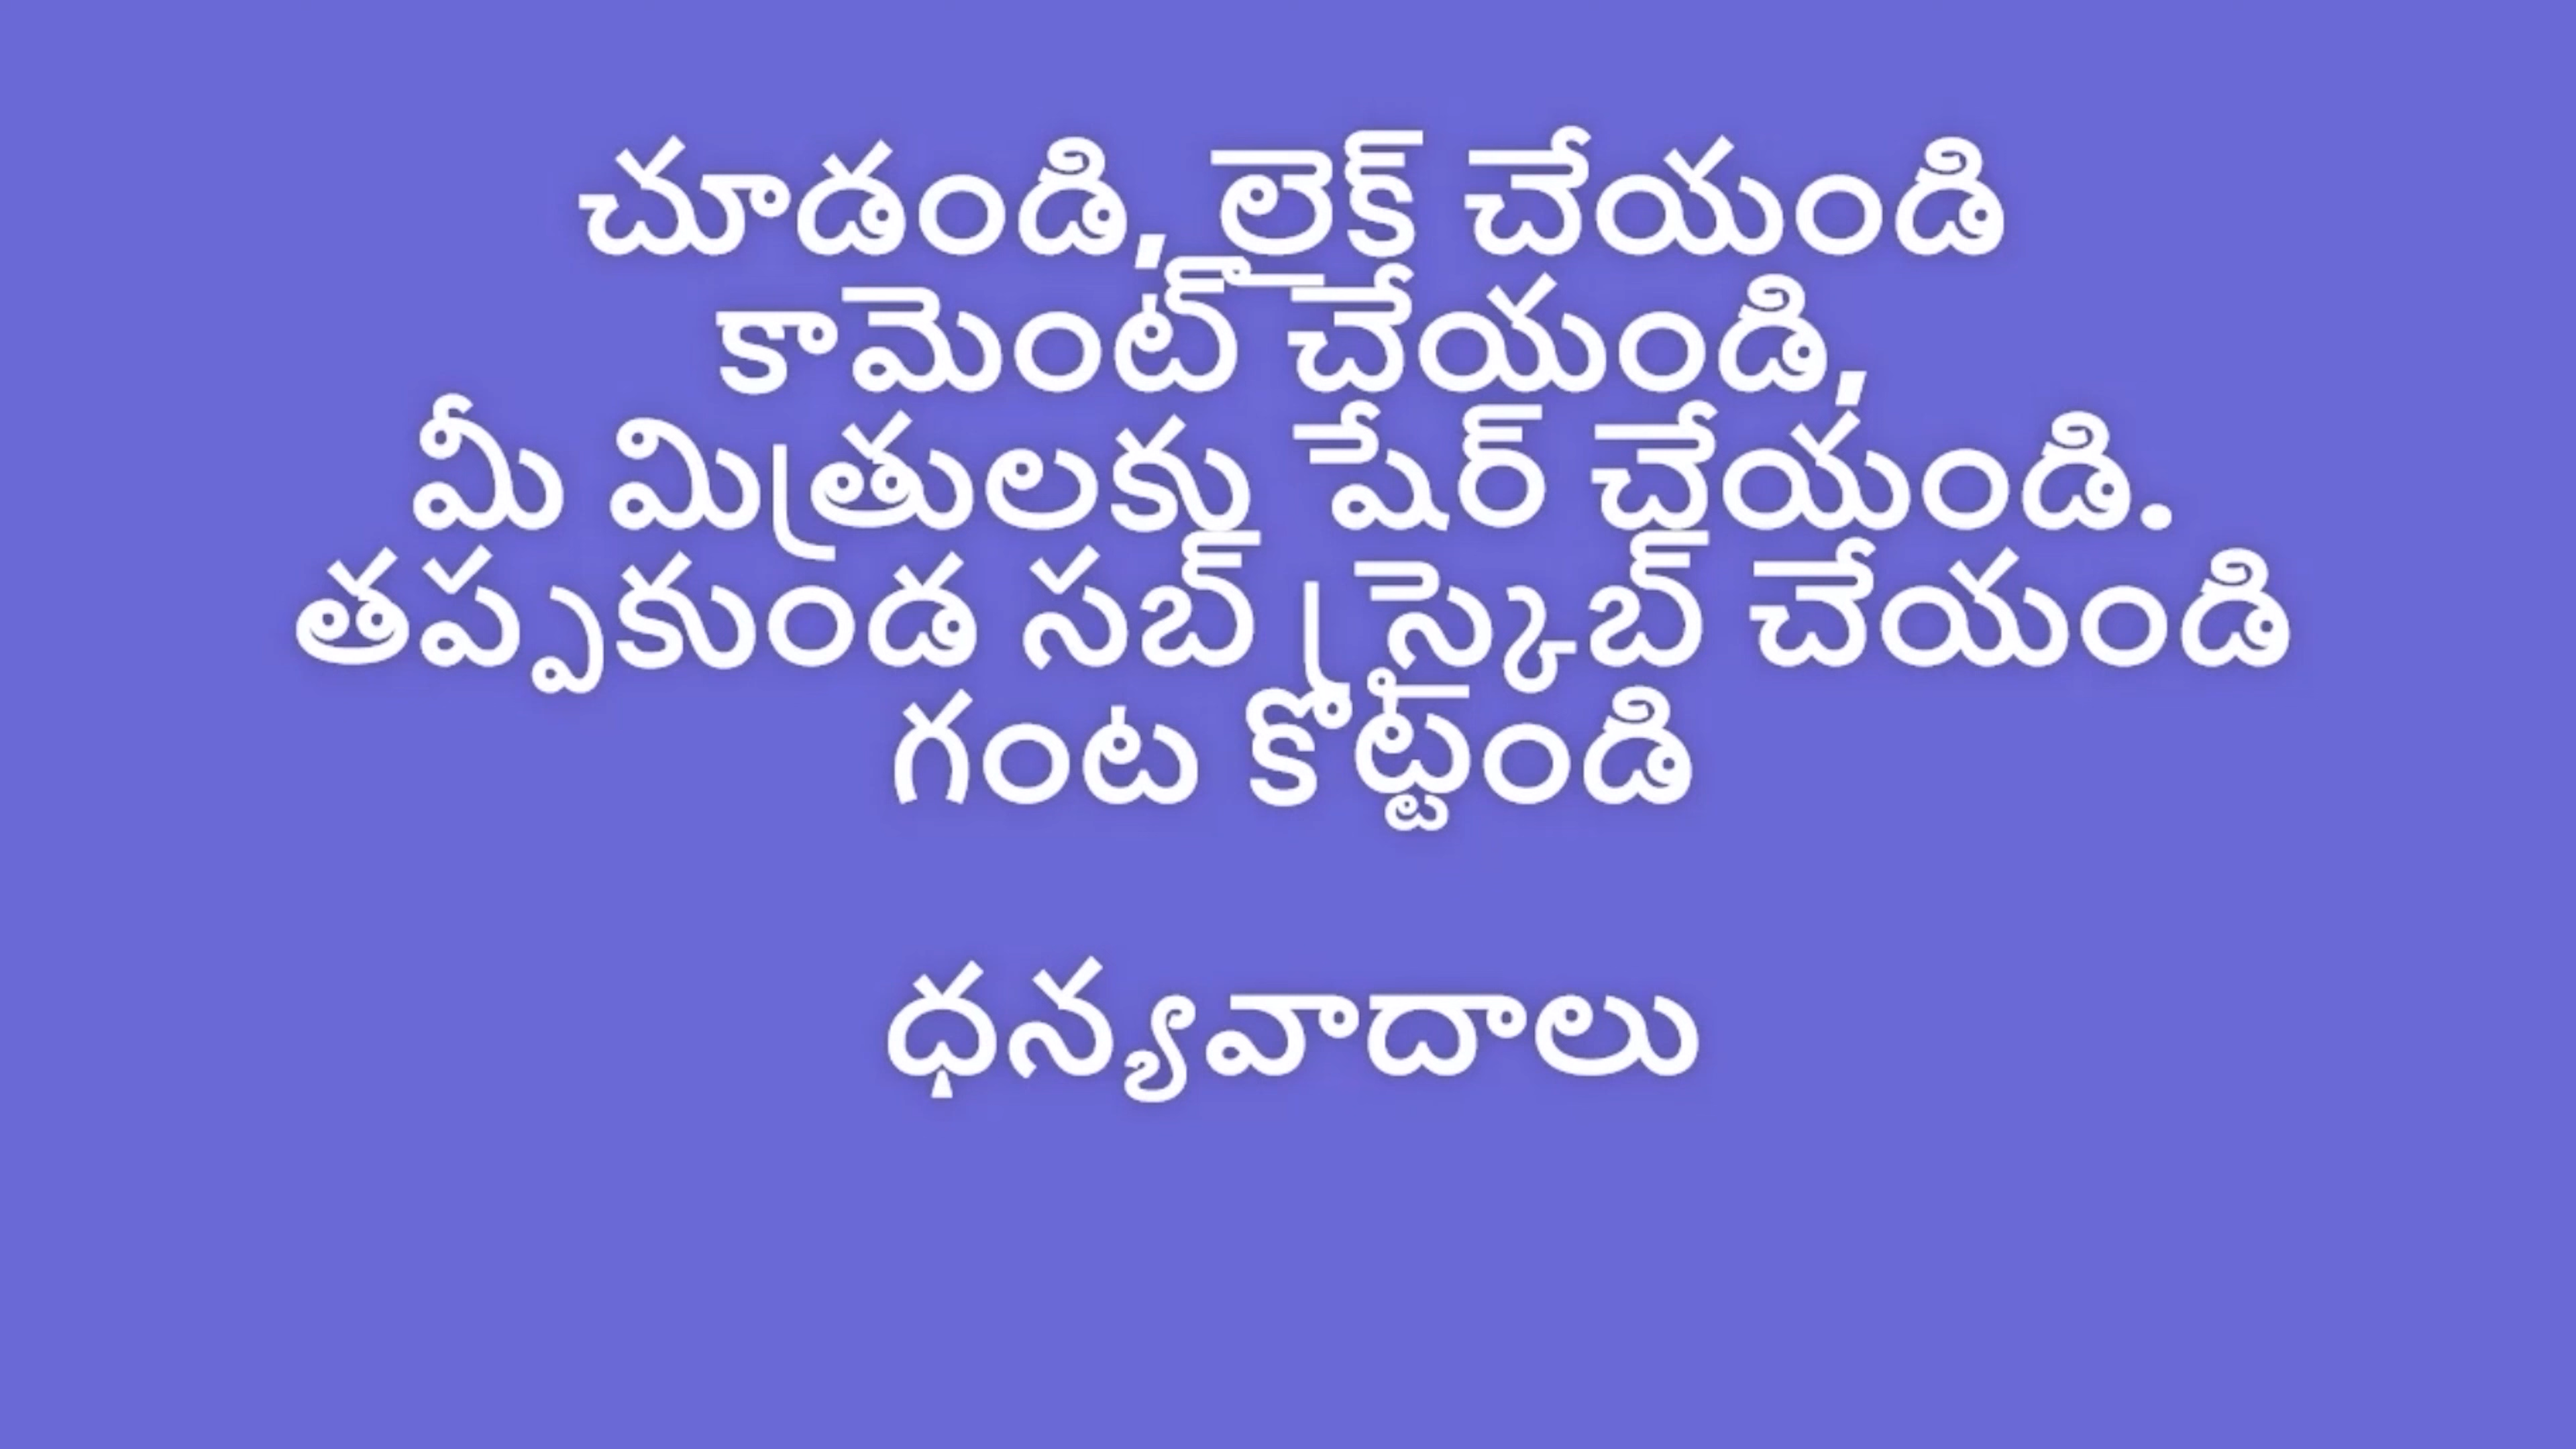 చూడండి, లైక్ చేయండి
కామెంట్ చేయండి,
మీ మిత్రులకు షేర్ చేయండి.
తప్పకుండ సబ్ స్క్రైబ్ చేయండి
గంట కొట్టండి
ధన్యవాదాలు